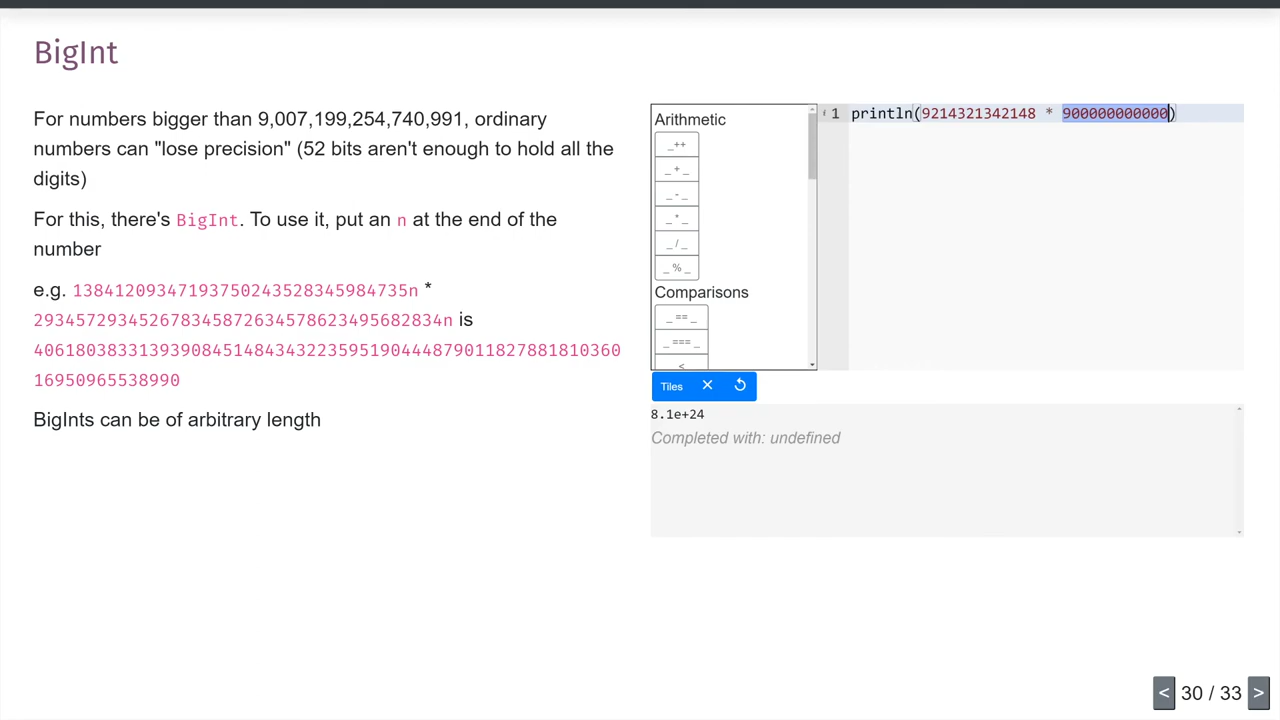 BigInt
For numbers bigger than 9,007,199,254,740,991, ordinary
numbers can "lose precision" (52 bits aren't enough to hold all the
digits)
For this, there's BigInt. To use it, put an n at the end of the
number
e.g. 13841209347193750243528345984735n *
29345729345267834587263457862349568​2834n is
40618038331393908451484343223595190444879011827881810360
16950965538990
BigInts can be of arbitrary length
Arithmetic
_++
_ + _
_ - _
_ * _
_ / _
_ % _
Comparisons
_ == _
_ === _
<
1 println(9214321342148 * 900000000000)
Tiles
8.1e+24
Completed with: undefined
< 30 / 33 >